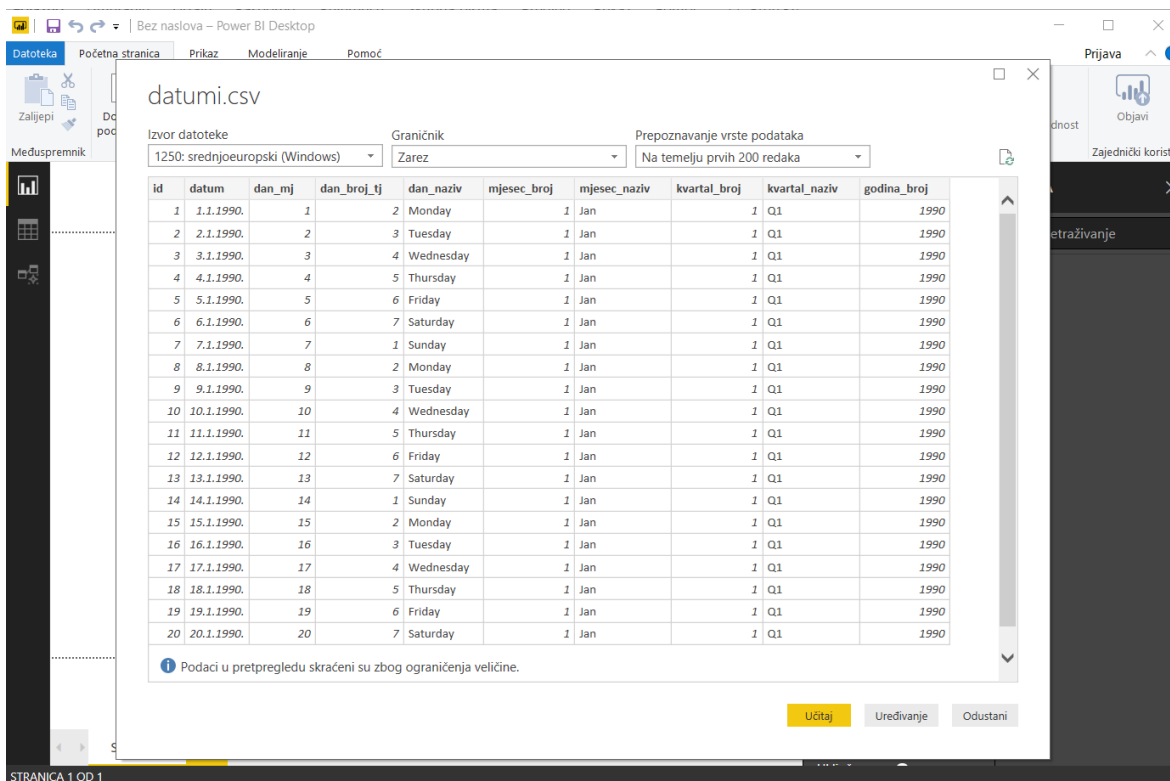 Bez naslova – Power BI Desktop
Datoteka Početna stranica Prikaz Modeliranje Pomoć Prijava
Zalijepi
Međuspremnik
Objavi
Zajednički
datumi.csv
Izvor datoteke Graničnik Prepoznavanje vrste podataka
1250: srednjoeuropski (Windows) Zarez Na temelju prvih 200 redaka
id datum dan_mj dan_broj_tj dan_naziv mjesec_broj mjesec_naziv kvartal_broj kvartal_naziv godina_broj
1 1.1.1990. 1 2 Monday 1 Jan 1 Q1 1990
2 2.1.1990. 2 3 Tuesday 1 Jan 1 Q1 1990
3 3.1.1990. 3 4 Wednesday 1 Jan 1 Q1 1990
4 4.1.1990. 4 5 Thursday 1 Jan 1 Q1 1990
5 5.1.1990. 5 6 Friday 1 Jan 1 Q1 1990
6 6.1.1990. 6 7 Saturday 1 Jan 1 Q1 1990
7 7.1.1990. 7 1 Sunday 1 Jan 1 Q1 1990
8 8.1.1990. 8 2 Monday 1 Jan 1 Q1 1990
9 9.1.1990. 9 3 Tuesday 1 Jan 1 Q1 1990
10 10.1.1990. 10 4 Wednesday 1 Jan 1 Q1 1990
11 11.1.1990. 11 5 Thursday 1 Jan 1 Q1 1990
12 12.1.1990. 12 6 Friday 1 Jan 1 Q1 1990
13 13.1.1990. 13 7 Saturday 1 Jan 1 Q1 1990
14 14.1.1990. 14 1 Sunday 1 Jan 1 Q1 1990
15 15.1.1990. 15 2 Monday 1 Jan 1 Q1 1990
16 16.1.1990. 16 3 Tuesday 1 Jan 1 Q1 1990
17 17.1.1990. 17 4 Wednesday 1 Jan 1 Q1 1990
18 18.1.1990. 18 5 Thursday 1 Jan 1 Q1 1990
19 19.1.1990. 19 6 Friday 1 Jan 1 Q1 1990
20 20.1.1990. 20 7 Saturday 1 Jan 1 Q1 1990
Podaci u pretpregledu skraćeni su zbog ograničenja veličine.
Učitaj Uređivanje Odustani
STRANICA 1 OD 1